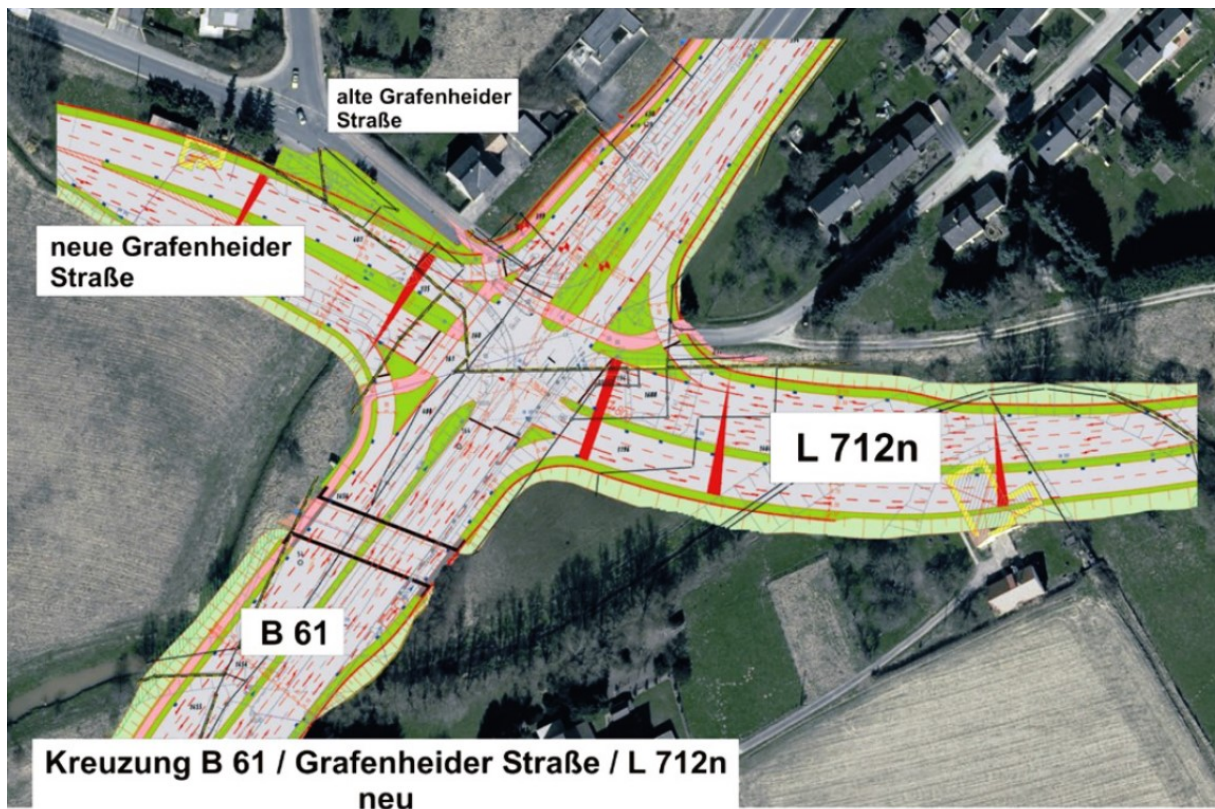 alte Grafenheider
Straße
neue Grafenheider
Straße
L 712n
B 61
Kreuzung B 61 / Grafenheider Straße / L 712n
neu